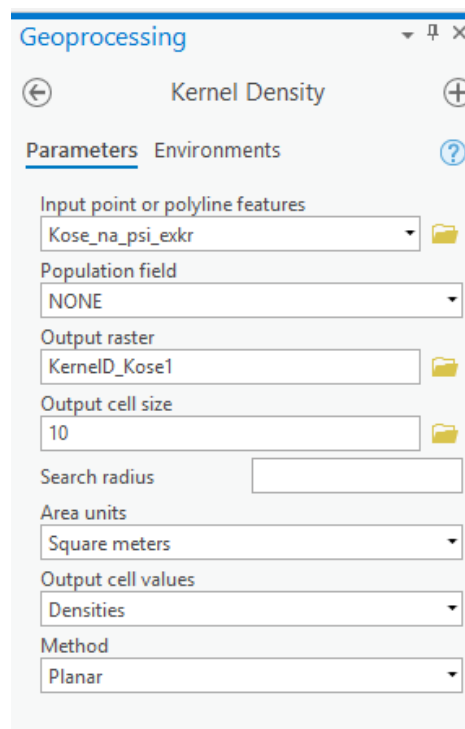 Geoprocessing
Kernel Density
Parameters Environments
?
Input point or polyline features
Kose_na_psi_exkr
Population field
NONE
Output raster
KernelD_Kose1
Output cell size
10
Search radius
Area units
Square meters
Output cell values
Densities
Method
Planar